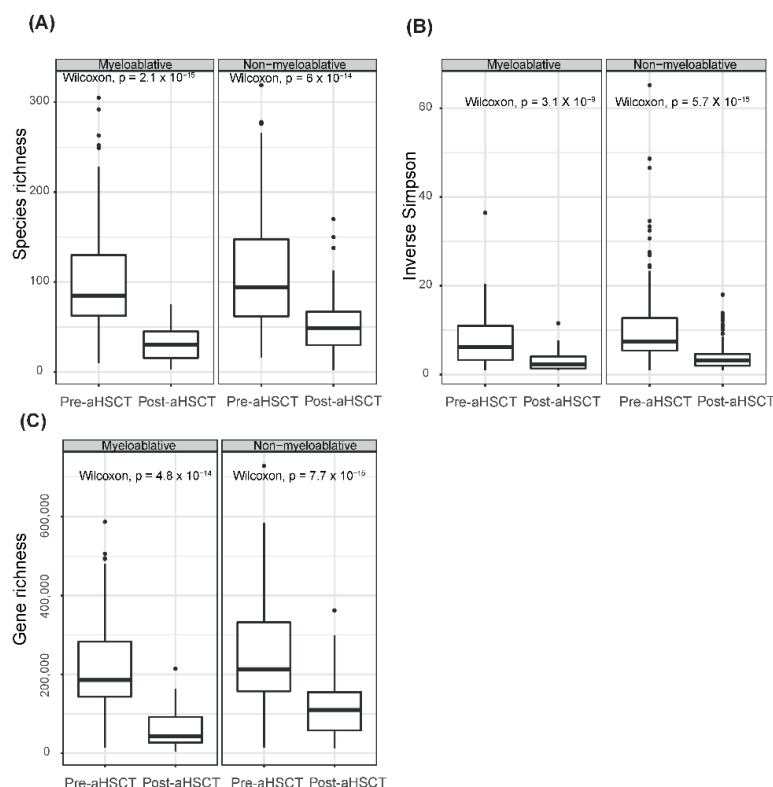 (A)
Myeloablative Non-myeloablative
Wilcoxon, p = 2.1 x 10⁻¹⁵ Wilcoxon, p = 6 x 10⁻¹⁴
Species richness
300
200
100
0
Pre-aHSCT Post-aHSCT Pre-aHSCT Post-aHSCT
(B)
Myeloablative Non-myeloablative
Wilcoxon, p = 3.1 X 10⁻⁹ Wilcoxon, p = 5.7 X 10⁻¹⁵
Inverse Simpson
60
40
20
0
Pre-aHSCT Post-aHSCT Pre-aHSCT Post-aHSCT
(C)
Myeloablative Non-myeloablative
Wilcoxon, p = 4.8 x 10⁻¹⁴ Wilcoxon, p = 7.7 x 10⁻¹⁵
Gene richness
600,000
400,000
200,000
0
Pre-aHSCT Post-aHSCT Pre-aHSCT Post-aHSCT